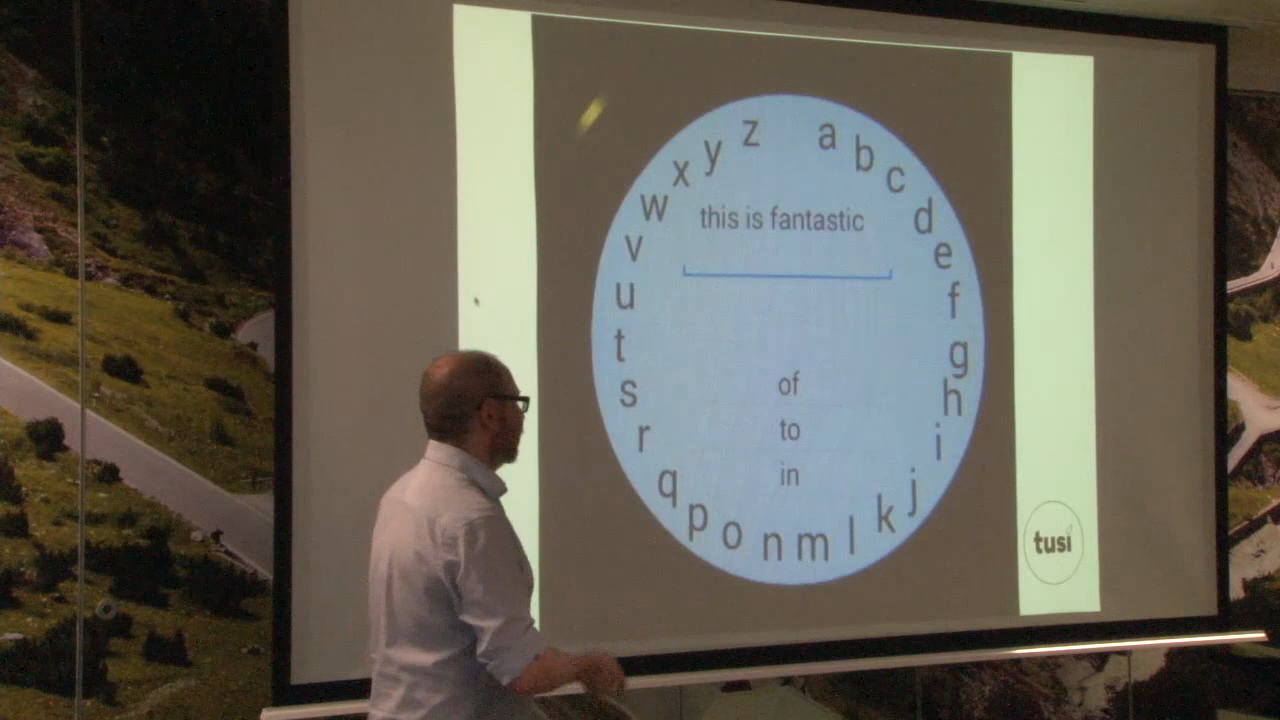 z a b c d e f g h i j k l m n o p q r s t u v w x y
this is fantastic
of
to
in
tusi